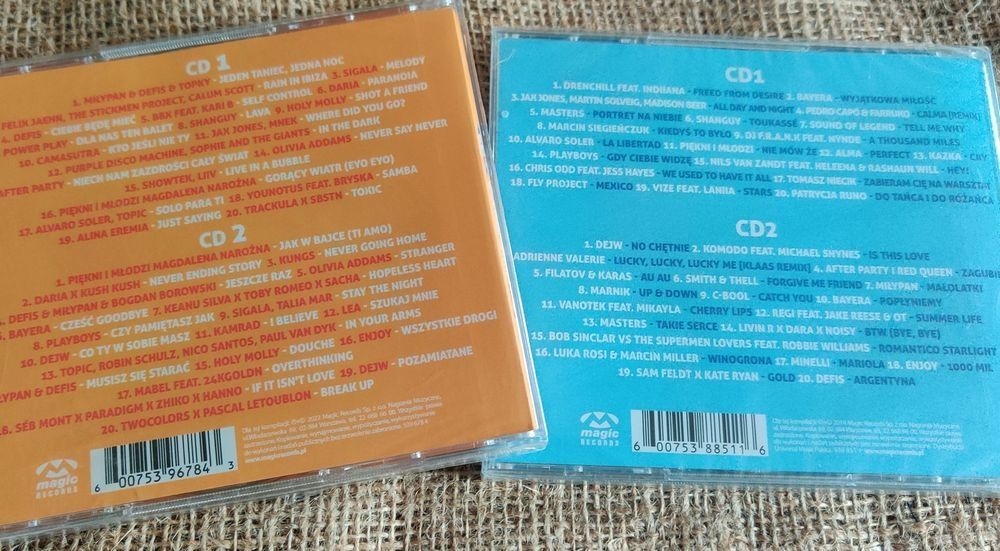 CD 1
1. MIŁYPAN & DEFIS & TOPKY - JEDEN TANIEC, JEDNA NOC
FELIX JAEHN, THE STICKMEN PROJECT, CALUM SCOTT - RAIN IN IBIZA 3. SIGALA - MELODY
4. DEFIS - CIEBIE BĘDĘ MIEĆ 5. BBX FEAT. KARI B - SELF CONTROL 6. DARIA - PARANOIA
POWER PLAY - DLA NAS TEN BALET 8. SHANGUY - LAVA 9. HOLY MOLLY - SHOT A FRIEND
10. CAMASUTRA - KTO JEŚLI NIE TY 11. JAX JONES, MNEK - WHERE DID YOU GO?
12. PURPLE DISCO MACHINE, SOPHIE AND THE GIANTS - IN THE DARK
AFTER PARTY - NIECH NAM ZAZDROŚCI CAŁY ŚWIAT 14. OLIVIA ADDAMS - NEVER SAY NEVER
15. SHOWTEK, LIIV - LIVE IN A BUBBLE
16. PIĘKNI I MŁODZI MAGDALENA NAROŻNA - GORĄCY WIATR (EYO EYO)
17. ALVARO SOLER, TOPIC - SOLO PARA TI 18. YOUNOTUS FEAT. BRYSKA - SAMBA
19. ALINA EREMIA - JUST SAYING 20. TRACKULA X SBSTN - TOXIC
CD 2
1. PIĘKNI I MŁODZI MAGDALENA NAROŻNA - JAK W BAJCE (TI AMO)
2. DARIA X KUSH KUSH - NEVER ENDING STORY 3. KUNGS - NEVER GOING HOME
DEFIS & MIŁYPAN & BOGDAN BOROWSKI - JESZCZE RAZ 5. OLIVIA ADDAMS - STRANGER
BAYERA - CZEŚĆ GODDBYE 7. KEANU SILVA X TOBY ROMEO X SACHA - HOPELESS HEART
8. PLAYBOYS - CZY PAMIĘTASZ JAK 9. SIGALA, TALIA MAR - STAY THE NIGHT
10. DEJW - CO TY W SOBIE MASZ 11. KAMRAD - I BELIEVE 12. LEA - SZUKAJ MNIE
13. TOPIC, ROBIN SCHULZ, NICO SANTOS, PAUL VAN DYK - IN YOUR ARMS
MIŁYPAN & DEFIS - MUSISZ SIĘ STARAĆ 15. HOLY MOLLY - DOUCHE 16. ENJOY - WSZYSTKIE DROGI
17. MABEL FEAT. 24KGOLDN - OVERTHINKING
18. SÉB MONT X PARADIGM X ZHIKO X HANNO - IF IT ISN'T LOVE 19. DEJW - POZAMIATANE
20. TWOCOLORS X PASCAL LETOUBLON - BREAK UP
magic
RECORDS
6 00753 96784 3
www.magicrecords.pl
CD1
1. DRENCHILL FEAT. INDIIANA - FREED FROM DESIRE 2. BAYERA - WYJĄTKOWA MIŁOŚĆ
3. JAX JONES, MARTIN SOLVEIG, MADISON BEER - ALL DAY AND NIGHT 4. PEDRO CAPÓ & FARRUKO - CALMA [REMIX]
5. MASTERS - PORTRET NA NIEBIE 6. SHANGUY - TOUKASSÉ 7. SOUND OF LEGEND - TELL ME WHY
8. MARCIN SIEGIEŃCZUK - KIEDYŚ TO BYŁO 9. DJ F.R.A.N.K FEAT. NYNDE - A THOUSAND MILES
10. ALVARO SOLER - LA LIBERTAD 11. PIĘKNI I MŁODZI - NIE MÓW ŻE 12. ALMA - PERFECT 13. KAZKA - CRY
14. PLAYBOYS - GDY CIEBIE WIDZĘ 15. NILS VAN ZANDT FEAT. HELEENA & RASHAUN WILL - HEY!
16. CHRIS ODD FEAT. JESS HAYES - WE USED TO HAVE IT ALL 17. TOMASZ NIECIK - ZABIERAM CIĘ NA WARSZTAT
18. FLY PROJECT - MEXICO 19. VIZE FEAT. LANIIA - STARS 20. PATRYCJA RUNO - DO TAŃCA I DO RÓŻAŃCA
CD2
1. DEJW - NO CHĘTNIE 2. KOMODO FEAT. MICHAEL SHYNES - IS THIS LOVE
ADRIENNE VALERIE - LUCKY, LUCKY, LUCKY ME [KLAAS REMIX] 4. AFTER PARTY I RED QUEEN - ZAGUBI
5. FILATOV & KARAS - AU AU 6. SMITH & THELL - FORGIVE ME FRIEND 7. MIŁYPAN - MAŁOLATKI
8. MARNIK - UP & DOWN 9. C-BOOL - CATCH YOU 10. BAYERA - POPŁYNIEMY
11. VANOTEK FEAT. MIKAYLA - CHERRY LIPS 12. REGI FEAT. JAKE REESE & OT - SUMMER LIFE
13. MASTERS - TAKIE SERCE 14. LIVIN R X DARA X NOISY - BTW (BYE, BYE)
15. BOB SINCLAR VS THE SUPERMEN LOVERS FEAT. ROBBIE WILLIAMS - ROMANTICO STARLIGHT
16. LUKA ROSI & MARCIN MILLER - WINOGRONA 17. MINELLI - MARIOLA 18. ENJOY - 1000 MIL
19. SAM FELDT X KATE RYAN - GOLD 20. DEFIS - ARGENTYNA
magic
RECORDS
6 00753 88511 6
www.magicrecords.pl